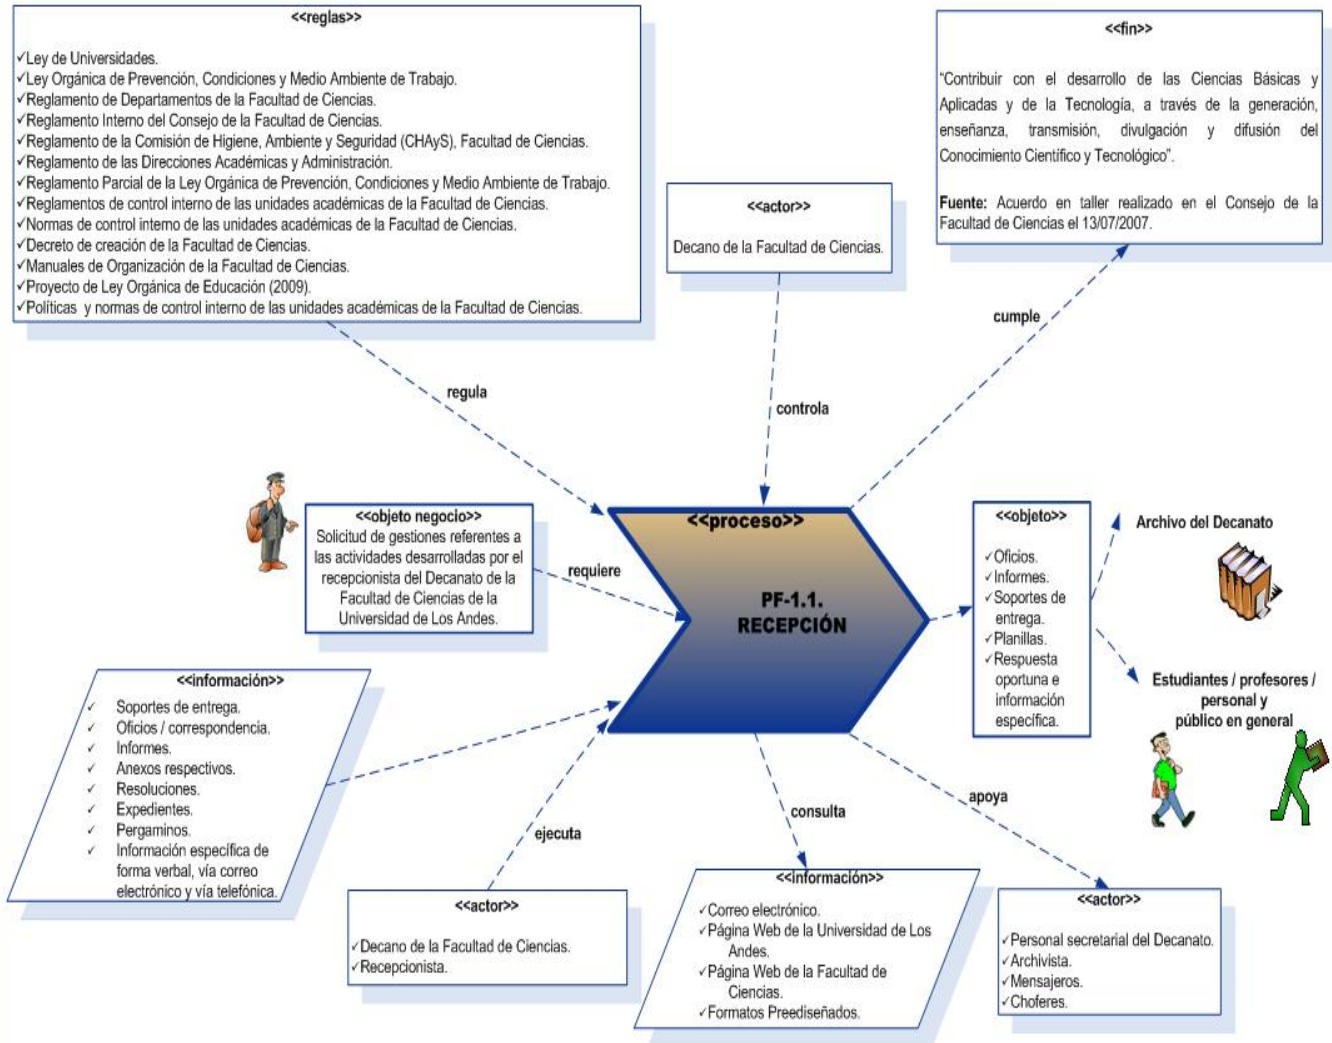 <<reglas>>
✓Ley de Universidades.
✓Ley Orgánica de Prevención, Condiciones y Medio Ambiente de Trabajo.
✓Reglamento de Departamentos de la Facultad de Ciencias.
✓Reglamento Interno del Consejo de la Facultad de Ciencias.
✓Reglamento de la Comisión de Higiene, Ambiente y Seguridad (CHAyS), Facultad de Ciencias.
✓Reglamento de las Direcciones Académicas y Administración.
✓Reglamento Parcial de la Ley Orgánica de Prevención, Condiciones y Medio Ambiente de Trabajo.
✓Reglamentos de control interno de las unidades académicas de la Facultad de Ciencias.
✓Normas de control interno de las unidades académicas de la Facultad de Ciencias.
✓Decreto de creación de la Facultad de Ciencias.
✓Manuales de Organización de la Facultad de Ciencias.
✓Proyecto de Ley Orgánica de Educación (2009).
✓Políticas y normas de control interno de las unidades académicas de la Facultad de Ciencias.
<<actor>>
Decano de la Facultad de Ciencias.
<<fin>>
"Contribuir con el desarrollo de las Ciencias Básicas y
Aplicadas y de la Tecnología, a través de la generación,
enseñanza, transmisión, divulgación y difusión del
Conocimiento Científico y Tecnológico".
Fuente: Acuerdo en taller realizado en el Consejo de la
Facultad de Ciencias el 13/07/2007.
regula
controla
cumple
<<objeto negocio>>
Solicitud de gestiones referentes a
las actividades desarrolladas por el
recepcionista del Decanato de la
Facultad de Ciencias de la
Universidad de Los Andes.
requiere
<<proceso>>
PF-1.1.
RECEPCIÓN
<<objeto>>
✓Oficios.
✓Informes.
✓Soportes de
entrega.
✓Planillas.
✓Respuesta
oportuna e
información
específica.
Archivo del Decanato
Estudiantes / profesores /
personal y
público en general
<<información>>
✓ Soportes de entrega.
✓ Oficios / correspondencia.
✓ Informes.
✓ Anexos respectivos.
✓ Resoluciones.
✓ Expedientes.
✓ Pergaminos.
✓ Información específica de
forma verbal, vía correo
electrónico y vía telefónica.
ejecuta
consulta
apoya
<<actor>>
✓Decano de la Facultad de Ciencias.
✓Recepcionista.
<<información>>
✓Correo electrónico.
✓Página Web de la Universidad de Los
Andes.
✓Página Web de la Facultad de
Ciencias.
✓Formatos Preediseñados.
<<actor>>
✓Personal secretarial del Decanato.
✓Archivista.
✓Mensajeros.
✓Choferes.